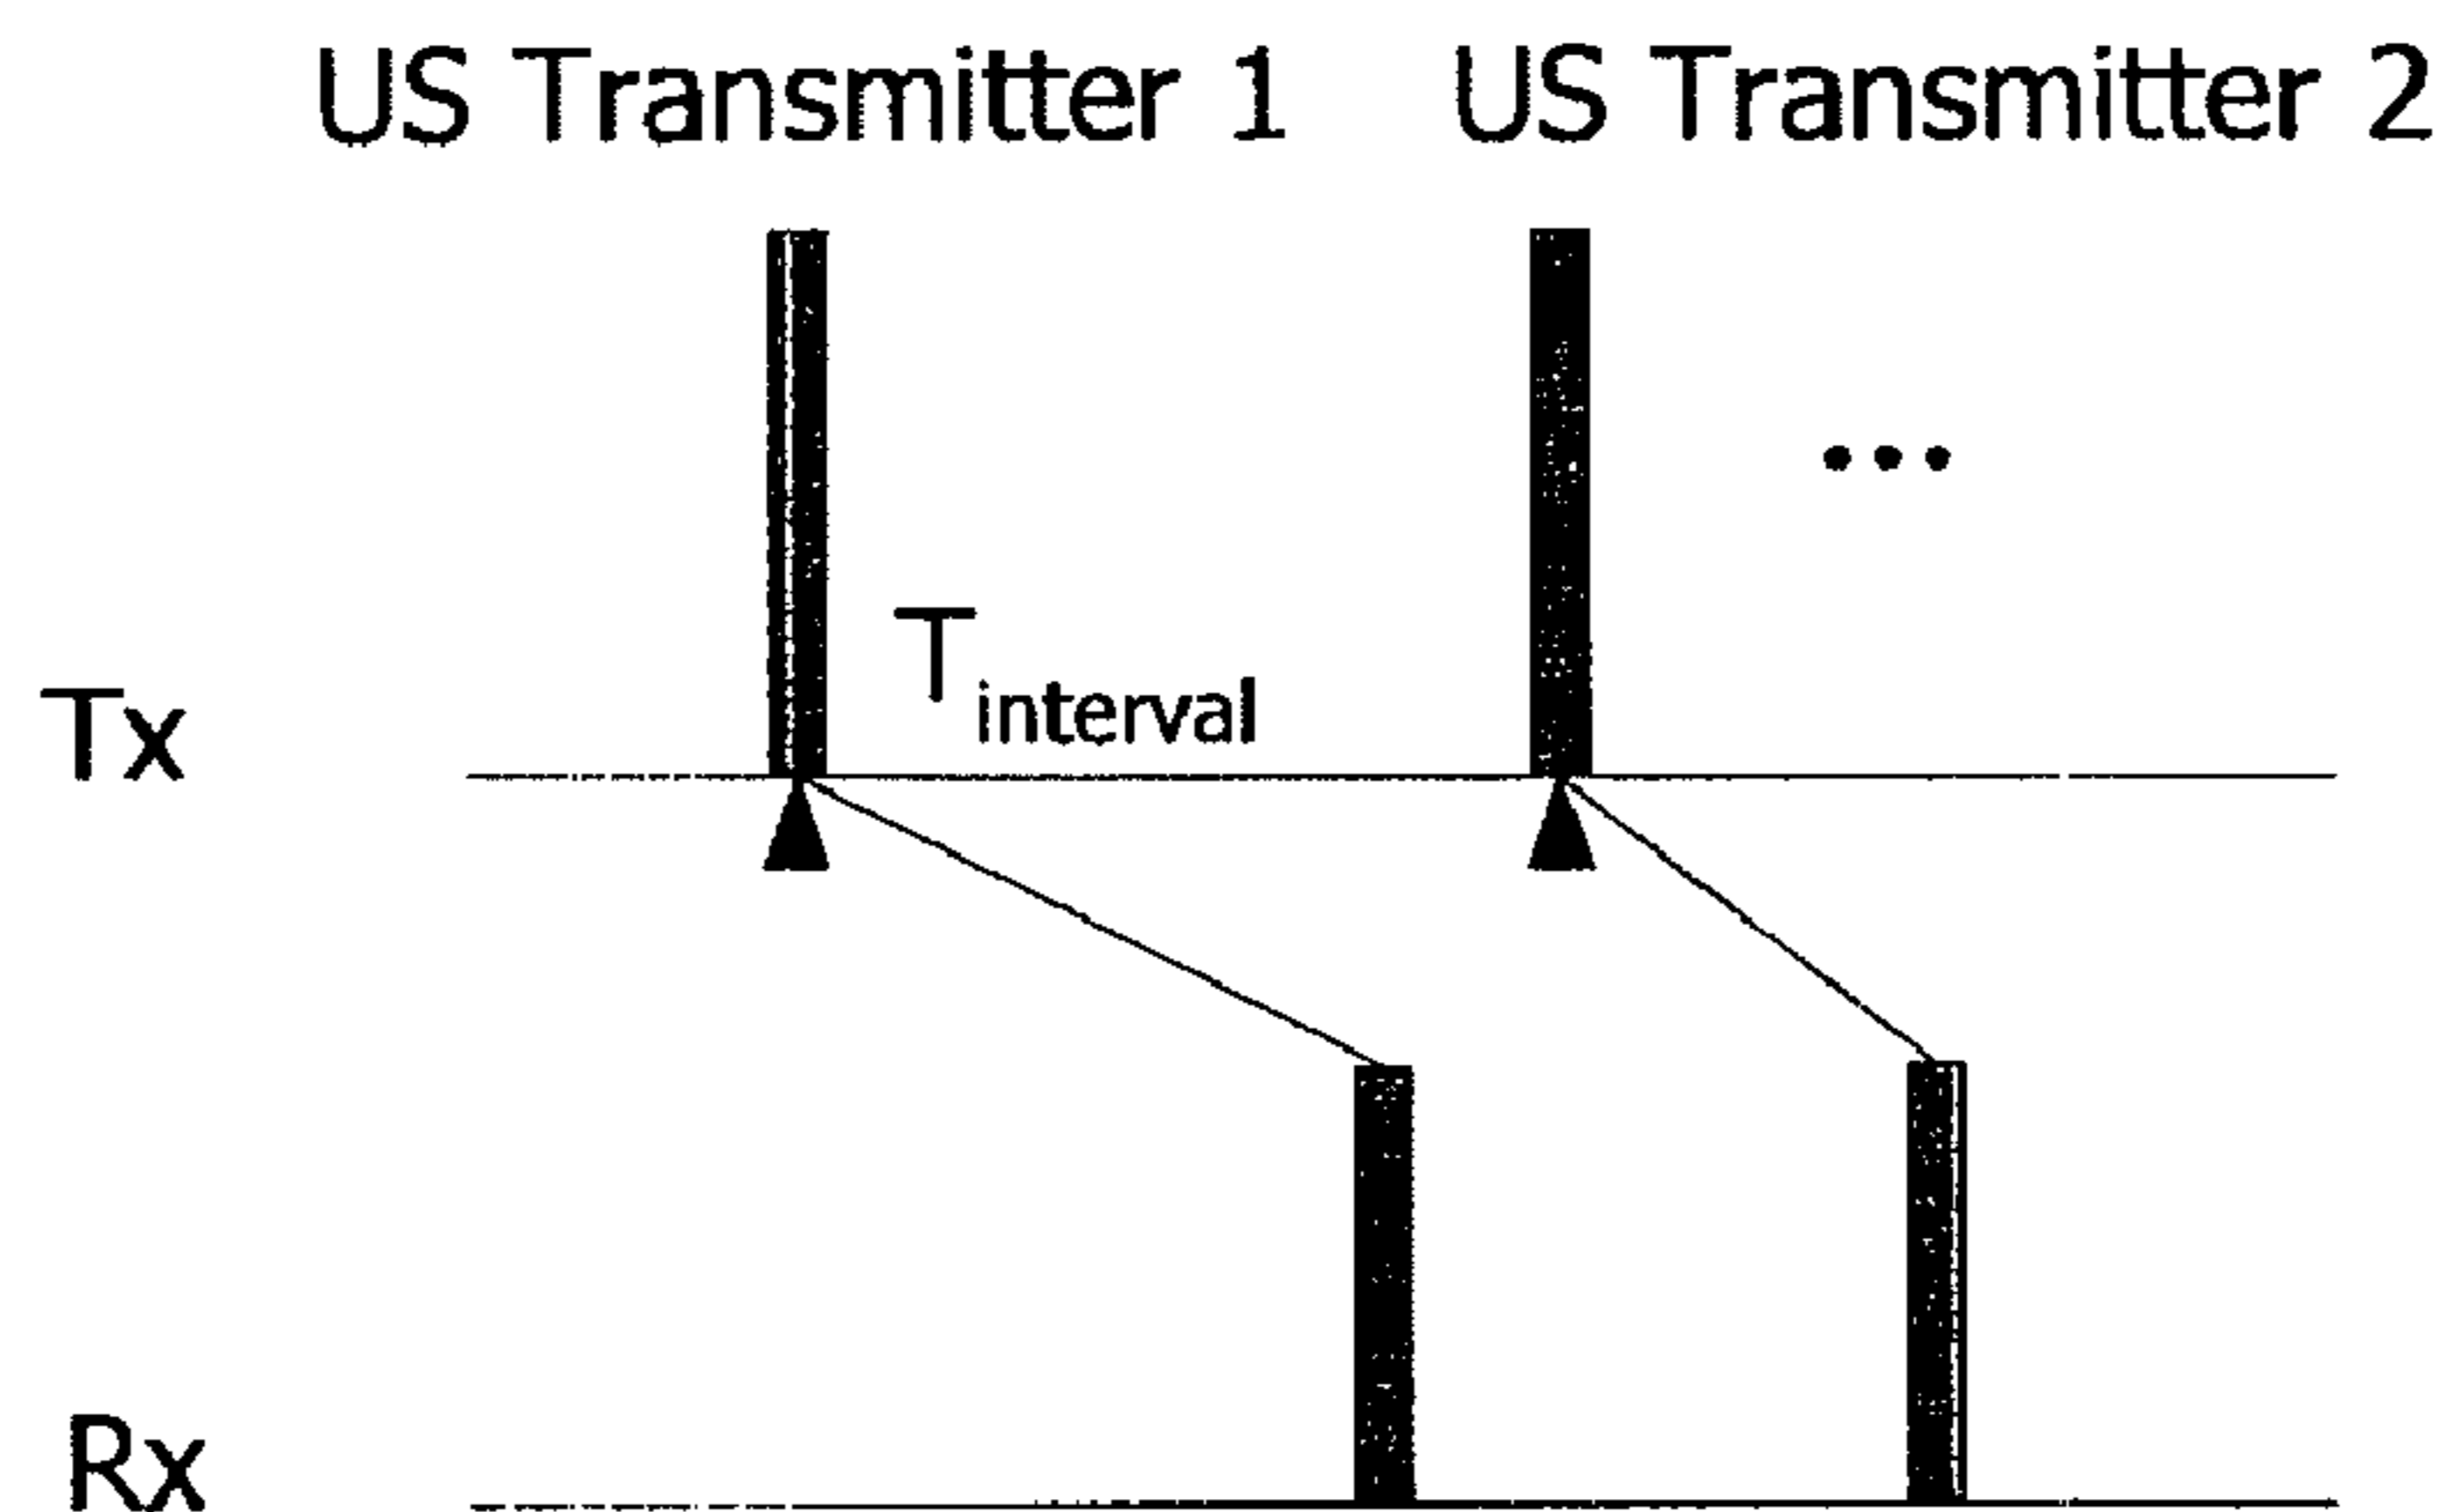 US Transmitter 1 US Transmitter 2
...
Tinterval
Tx
Rx